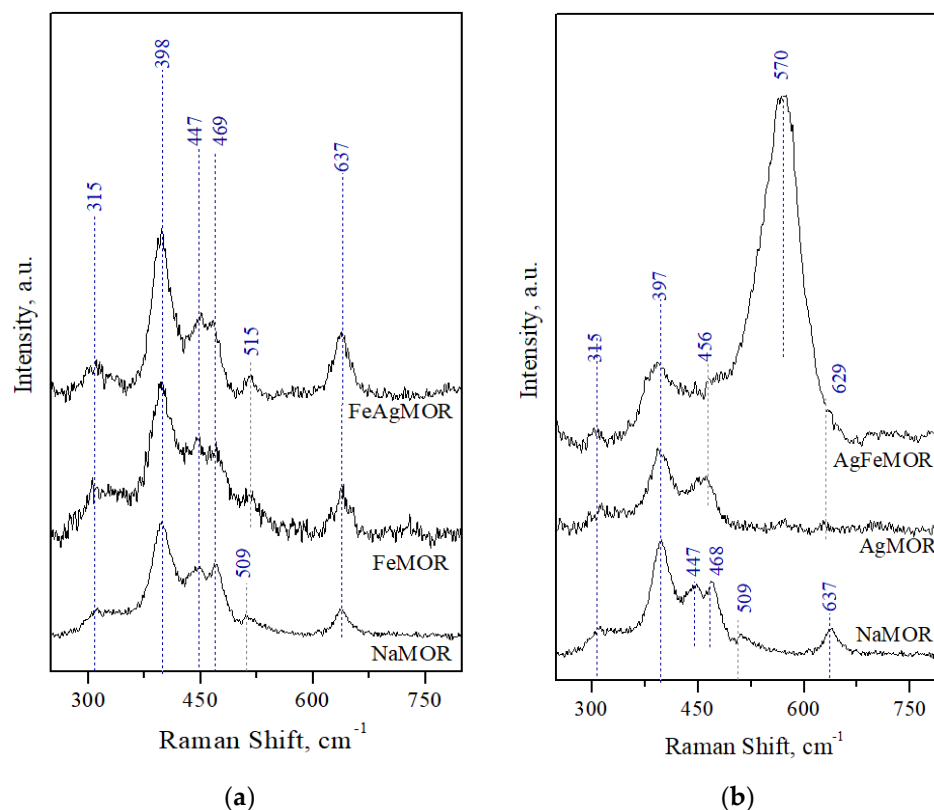 398
447
469
637
315
515
FeAgMOR
FeMOR
509
NaMOR
Intensity, a.u.
300
450
600
750
Raman Shift, cm-1
(a)
570
397
315
456
629
AgFeMOR
AgMOR
447
468
509
637
NaMOR
Intensity, a.u.
300
450
600
750
Raman Shift, cm-1
(b)